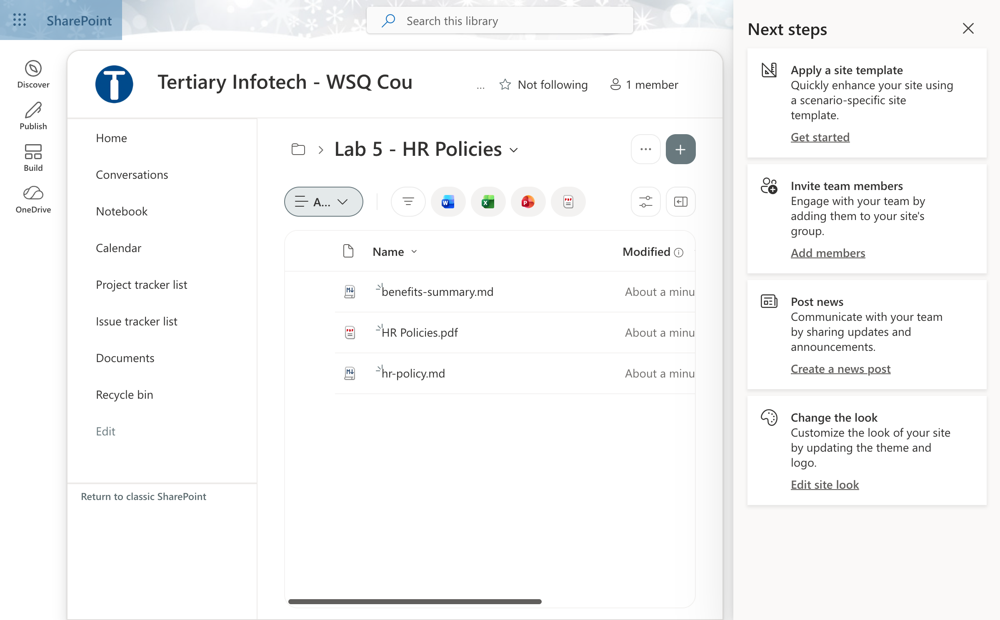 SharePoint
Search this library
Discover
Publish
Build
OneDrive
Tertiary Infotech - WSQ Cou
...
Not following
1 member
Home
Conversations
Notebook
Calendar
Project tracker list
Issue tracker list
Documents
Recycle bin
Edit
Return to classic SharePoint
Lab 5 - HR Policies
A...
Name
Modified
benefits-summary.md
About a minu
HR Policies.pdf
About a minu
hr-policy.md
About a minu
Next steps
Apply a site template
Quickly enhance your site using
a scenario-specific site
template.
Get started
Invite team members
Engage with your team by
adding them to your site's
group.
Add members
Post news
Communicate with your team
by sharing updates and
announcements.
Create a news post
Change the look
Customize the look of your site
by updating the theme and
logo.
Edit site look